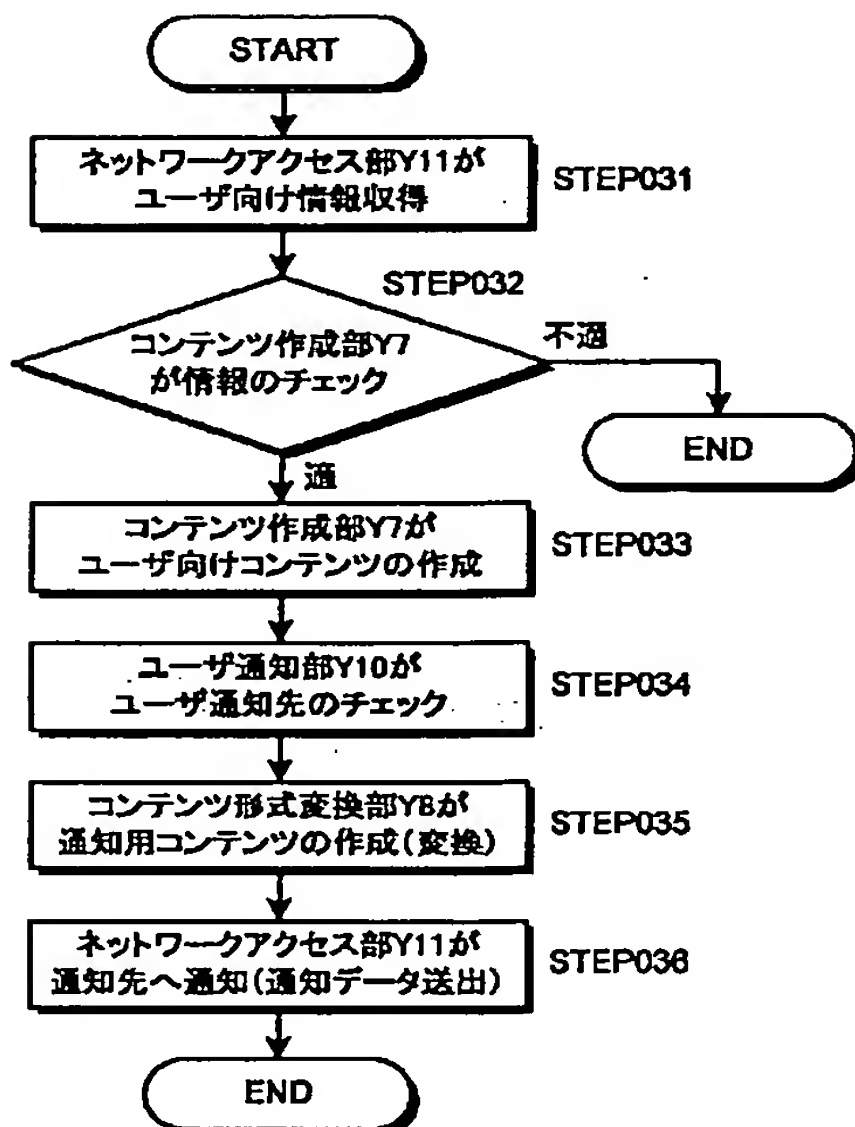 START
ネットワークアクセス部Y11が
ユーザ向け情報収得
STEP031
STEP032
コンテンツ作成部Y7
が情報のチェック
不適
END
適
コンテンツ作成部Y7が
ユーザ向けコンテンツの作成
STEP033
ユーザ通知部Y10が
ユーザ通知先のチェック
STEP034
コンテンツ形式変換部Y8が
通知用コンテンツの作成(変換)
STEP035
ネットワークアクセス部Y11が
通知先へ通知(通知データ送出)
STEP036
END